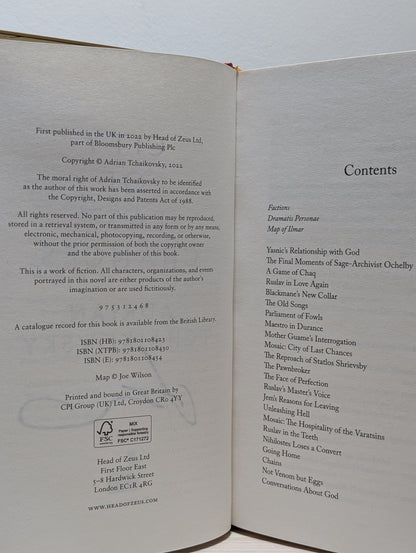 First published in the UK in 2022 by Head of Zeus Ltd,
part of Bloomsbury Publishing Plc
Copyright © Adrian Tchaikovsky, 2022
The moral right of Adrian Tchaikovsky to be identified
as the author of this work has been asserted in accordance with
the Copyright, Designs and Patents Act of 1988.
All rights reserved. No part of this publication may be reproduced,
stored in a retrieval system, or transmitted in any form or by any means,
electronic, mechanical, photocopying, recording, or otherwise,
without the prior permission of both the copyright owner
and the above publisher of this book.
This is a work of fiction. All characters, organizations, and events
portrayed in this novel are either products of the author's
imagination or are used fictitiously.
9 7 5 3 1 2 4 6 8
A catalogue record for this book is available from the British Library.
ISBN (HB): 9781801108423
ISBN (XTPB): 9781801108430
ISBN (E): 9781801108454
Map © Joe Wilson
Printed and bound in Great Britain by
CPI Group (UK) Ltd, Croydon CR0 4YY
FSC
MIX
Paper | Supporting
responsible forestry
FSC® C171272
Head of Zeus Ltd
First Floor East
5–8 Hardwick Street
London EC1R 4RG
WWW.HEADOFZEUS.COM
Contents
Factions
Dramatis Personae
Map of Ilmar
Yasnic's Relationship with God
The Final Moments of Sage-Archivist Ochelby
A Game of Chaq
Ruslav in Love Again
Blackmane's New Collar
The Old Songs
Parliament of Fowls
Maestro in Durance
Mother Guame's Interrogation
Mosaic: City of Last Chances
The Reproach of Statlos Shrievsby
The Pawnbroker
The Face of Perfection
Ruslav's Master's Voice
Jem's Reasons for Leaving
Unleashing Hell
Mosaic: The Hospitality of the Varatsins
Ruslav in the Teeth
Nihilostes Loses a Convert
Going Home
Chains
Not Venom but Eggs
Conversations About God